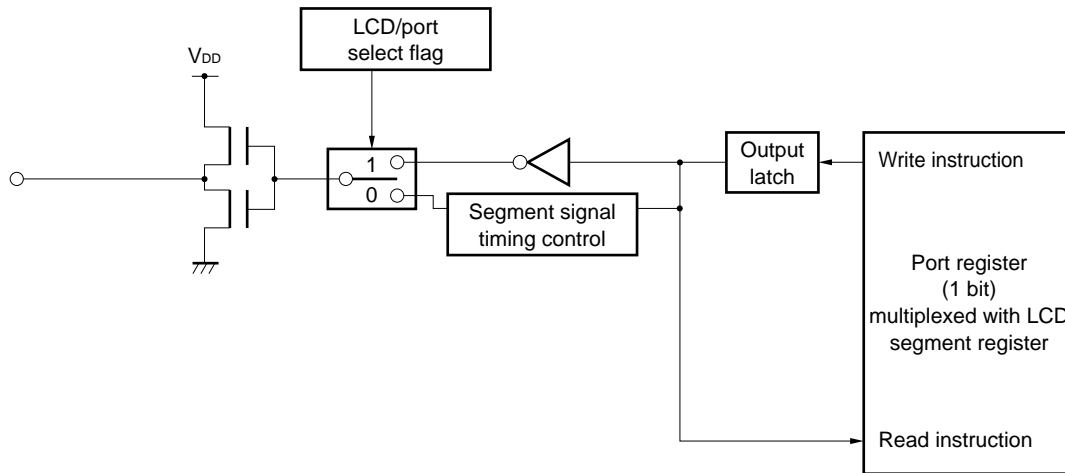 LCD/port
select flag
VDD
1
0
Output
latch
Write instruction
Segment signal
timing control
Port register
(1 bit)
multiplexed with LCD
segment register
Read instruction